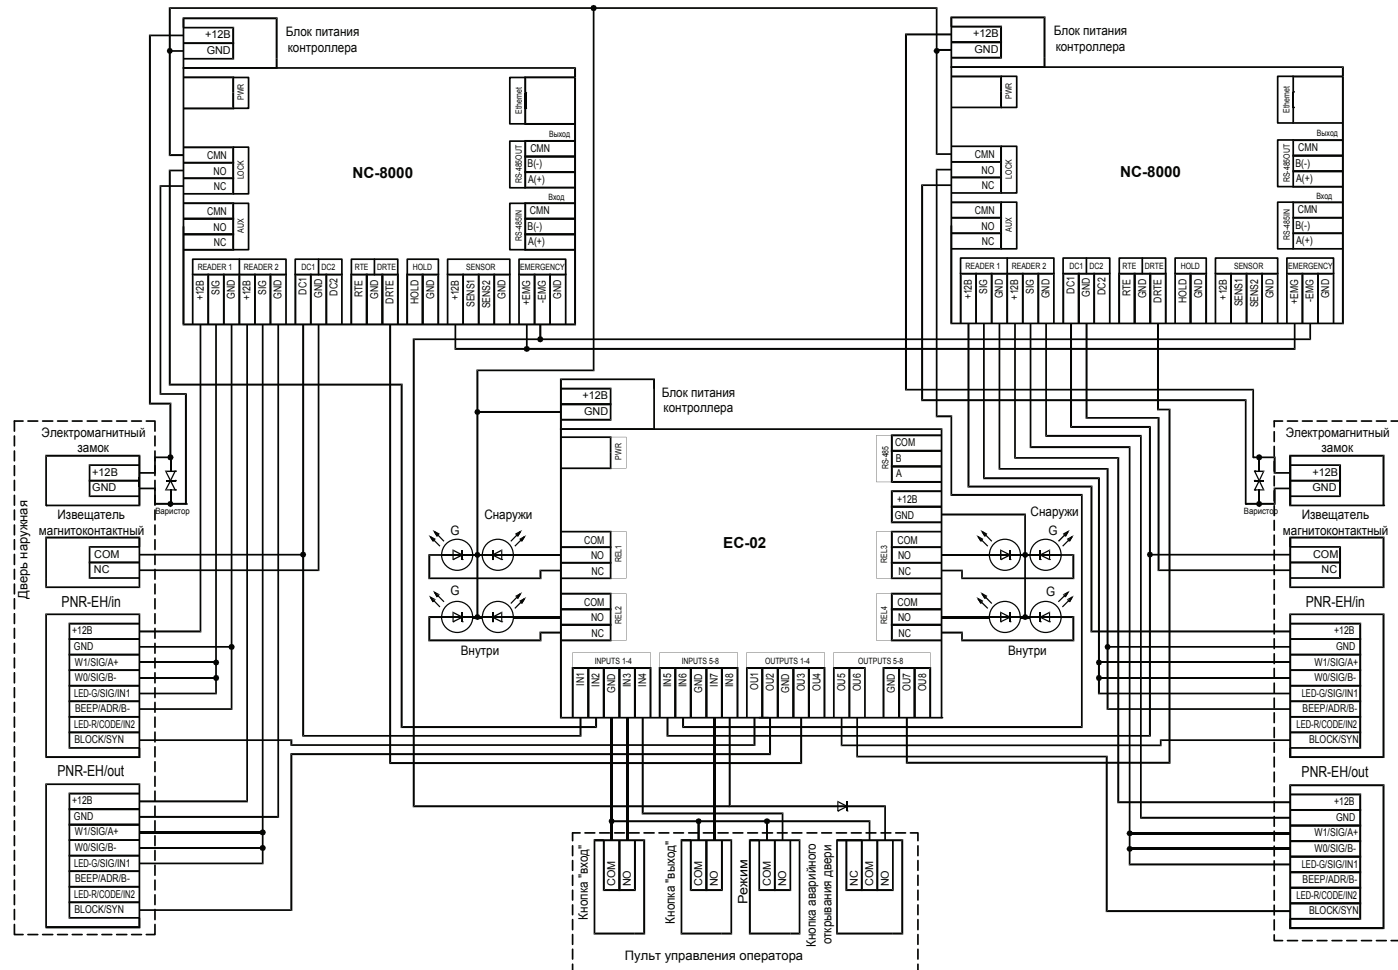 +12В
GND
Блок питания
контроллера
PWR
Ethernet
Выход
CMN
NO
NC
LOCK
NC-8000
RS-485OUT
CMN
B(-)
A(+)
Вход
CMN
NO
NC
AUX
RS-485IN
CMN
B(-)
A(+)
READER 1
READER 2
DC1
DC2
RTE
DRTE
HOLD
SENSOR
EMERGENCY
+12В
SIG
GND
+12В
SIG
GND
DC1
GND
DC2
RTE
GND
DRTE
HOLD
GND
+12В
SENS1
SENS2
GND
+EMG
-EMG
GND
+12В
GND
Блок питания
контроллера
PWR
Ethernet
Выход
CMN
NO
NC
LOCK
NC-8000
RS-485OUT
CMN
B(-)
A(+)
Вход
CMN
NO
NC
AUX
RS-485IN
CMN
B(-)
A(+)
READER 1
READER 2
DC1
DC2
RTE
DRTE
HOLD
SENSOR
EMERGENCY
+12В
SIG
GND
+12В
SIG
GND
DC1
GND
DC2
RTE
GND
DRTE
HOLD
GND
+12В
SENS1
SENS2
GND
+EMG
-EMG
GND
Дверь наружная
Электромагнитный
замок
+12В
GND
Варистор
Извещатель
магнитоконтактный
COM
NC
PNR-EH/in
+12В
GND
W1/SIG/A+
W0/SIG/B-
LED-G/SIG/IN1
BEEP/ADR/B-
LED-R/CODE/IN2
BLOCK/SYN
PNR-EH/out
+12В
GND
W1/SIG/A+
W0/SIG/B-
LED-G/SIG/IN1
BEEP/ADR/B-
LED-R/CODE/IN2
BLOCK/SYN
+12В
GND
Блок питания
контроллера
PWR
RS-485
COM
B
A
+12В
GND
EC-02
G
Снаружи
COM
NO
NC
REL1
G
Внутри
COM
NO
NC
REL2
REL3
COM
NO
NC
Снаружи
G
REL4
COM
NO
NC
G
Внутри
INPUTS 1-4
INPUTS 5-8
OUTPUTS 1-4
OUTPUTS 5-8
IN1
IN2
GND
IN3
IN4
IN5
IN6
GND
IN7
IN8
OU1
OU2
GND
OU3
OU4
OU5
OU6
GND
OU7
OU8
Электромагнитный
замок
+12В
GND
Варистор
Извещатель
магнитоконтактный
COM
NC
PNR-EH/in
+12В
GND
W1/SIG/A+
W0/SIG/B-
LED-G/SIG/IN1
BEEP/ADR/B-
LED-R/CODE/IN2
BLOCK/SYN
PNR-EH/out
+12В
GND
W1/SIG/A+
W0/SIG/B-
LED-G/SIG/IN1
BEEP/ADR/B-
LED-R/CODE/IN2
BLOCK/SYN
Кнопка "вход"
COM
NO
Кнопка "выход"
COM
NO
Режим
COM
NO
Кнопка аварийного
открывания двери
NC
COM
NO
Пульт управления оператора